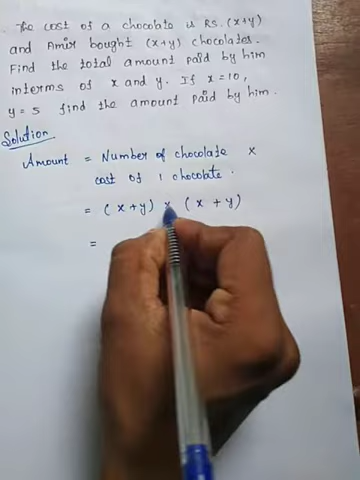 The cost of a chocolate is RS. (x+y)
and Amir bought (x+y) chocolates.
Find the total amount paid by him
interms of x and y. If x = 10,
y = 5 find the amount paid by him.
Solution
Amount = Number of chocolate x
cost of 1 chocolate.
= (x+y) x (x + y)
=